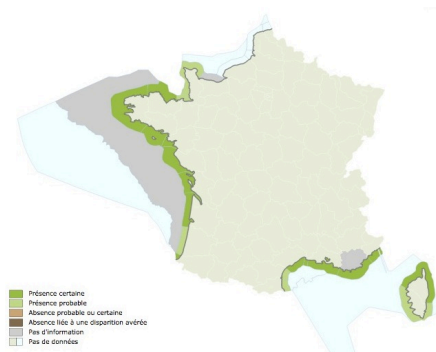 Présence certaine
Présence probable
Absence probable ou certaine
Absence liée à une disparition avérée
Pas d'information
Pas de données